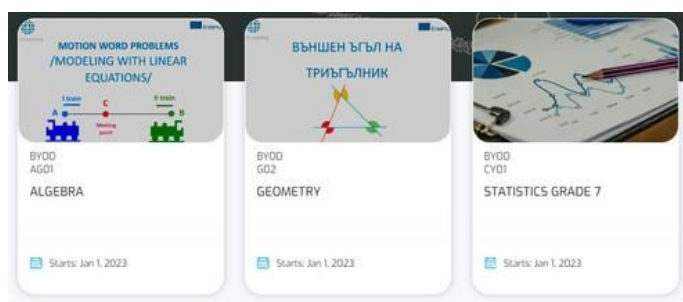 MOTION WORD PROBLEMS
/MODELING WITH LINEAR
EQUATIONS/
I train
C
II train
A
B
Meeting
point
BYOD
AG01
ALGEBRA
Starts: Jan 1, 2023
ВЪНШЕН ЪГЪЛ НА
ТРИЪГЪЛНИК
BYOD
G02
GEOMETRY
Starts: Jan 1, 2023
BYOD
CY01
STATISTICS GRADE 7
Starts: Jan 1, 2023